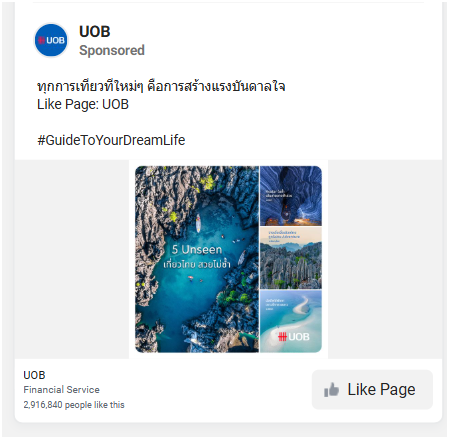 UOB
UOB
Sponsored
ทุกการเที่ยวที่ใหม่ๆ คือการสร้างแรงบันดาลใจ
Like Page: UOB
#GuideToYourDreamLife
5 Unseen
เที่ยวไทย สวยไม่ซ้ำ
UOB
UOB
Financial Service
2,916,840 people like this
Like Page